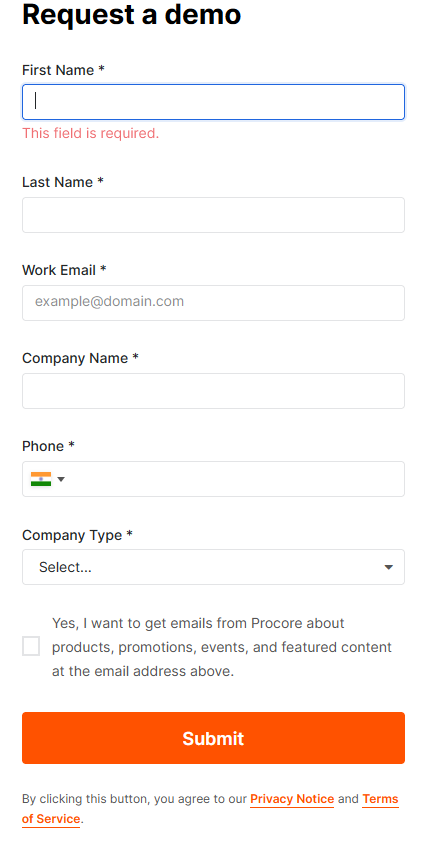 Request a demo
First Name *
This field is required.
Last Name *
Work Email *
example@domain.com
Company Name *
Phone *
Company Type *
Select...
Yes, I want to get emails from Procore about
products, promotions, events, and featured content
at the email address above.
Submit
By clicking this button, you agree to our Privacy Notice and Terms
of Service.